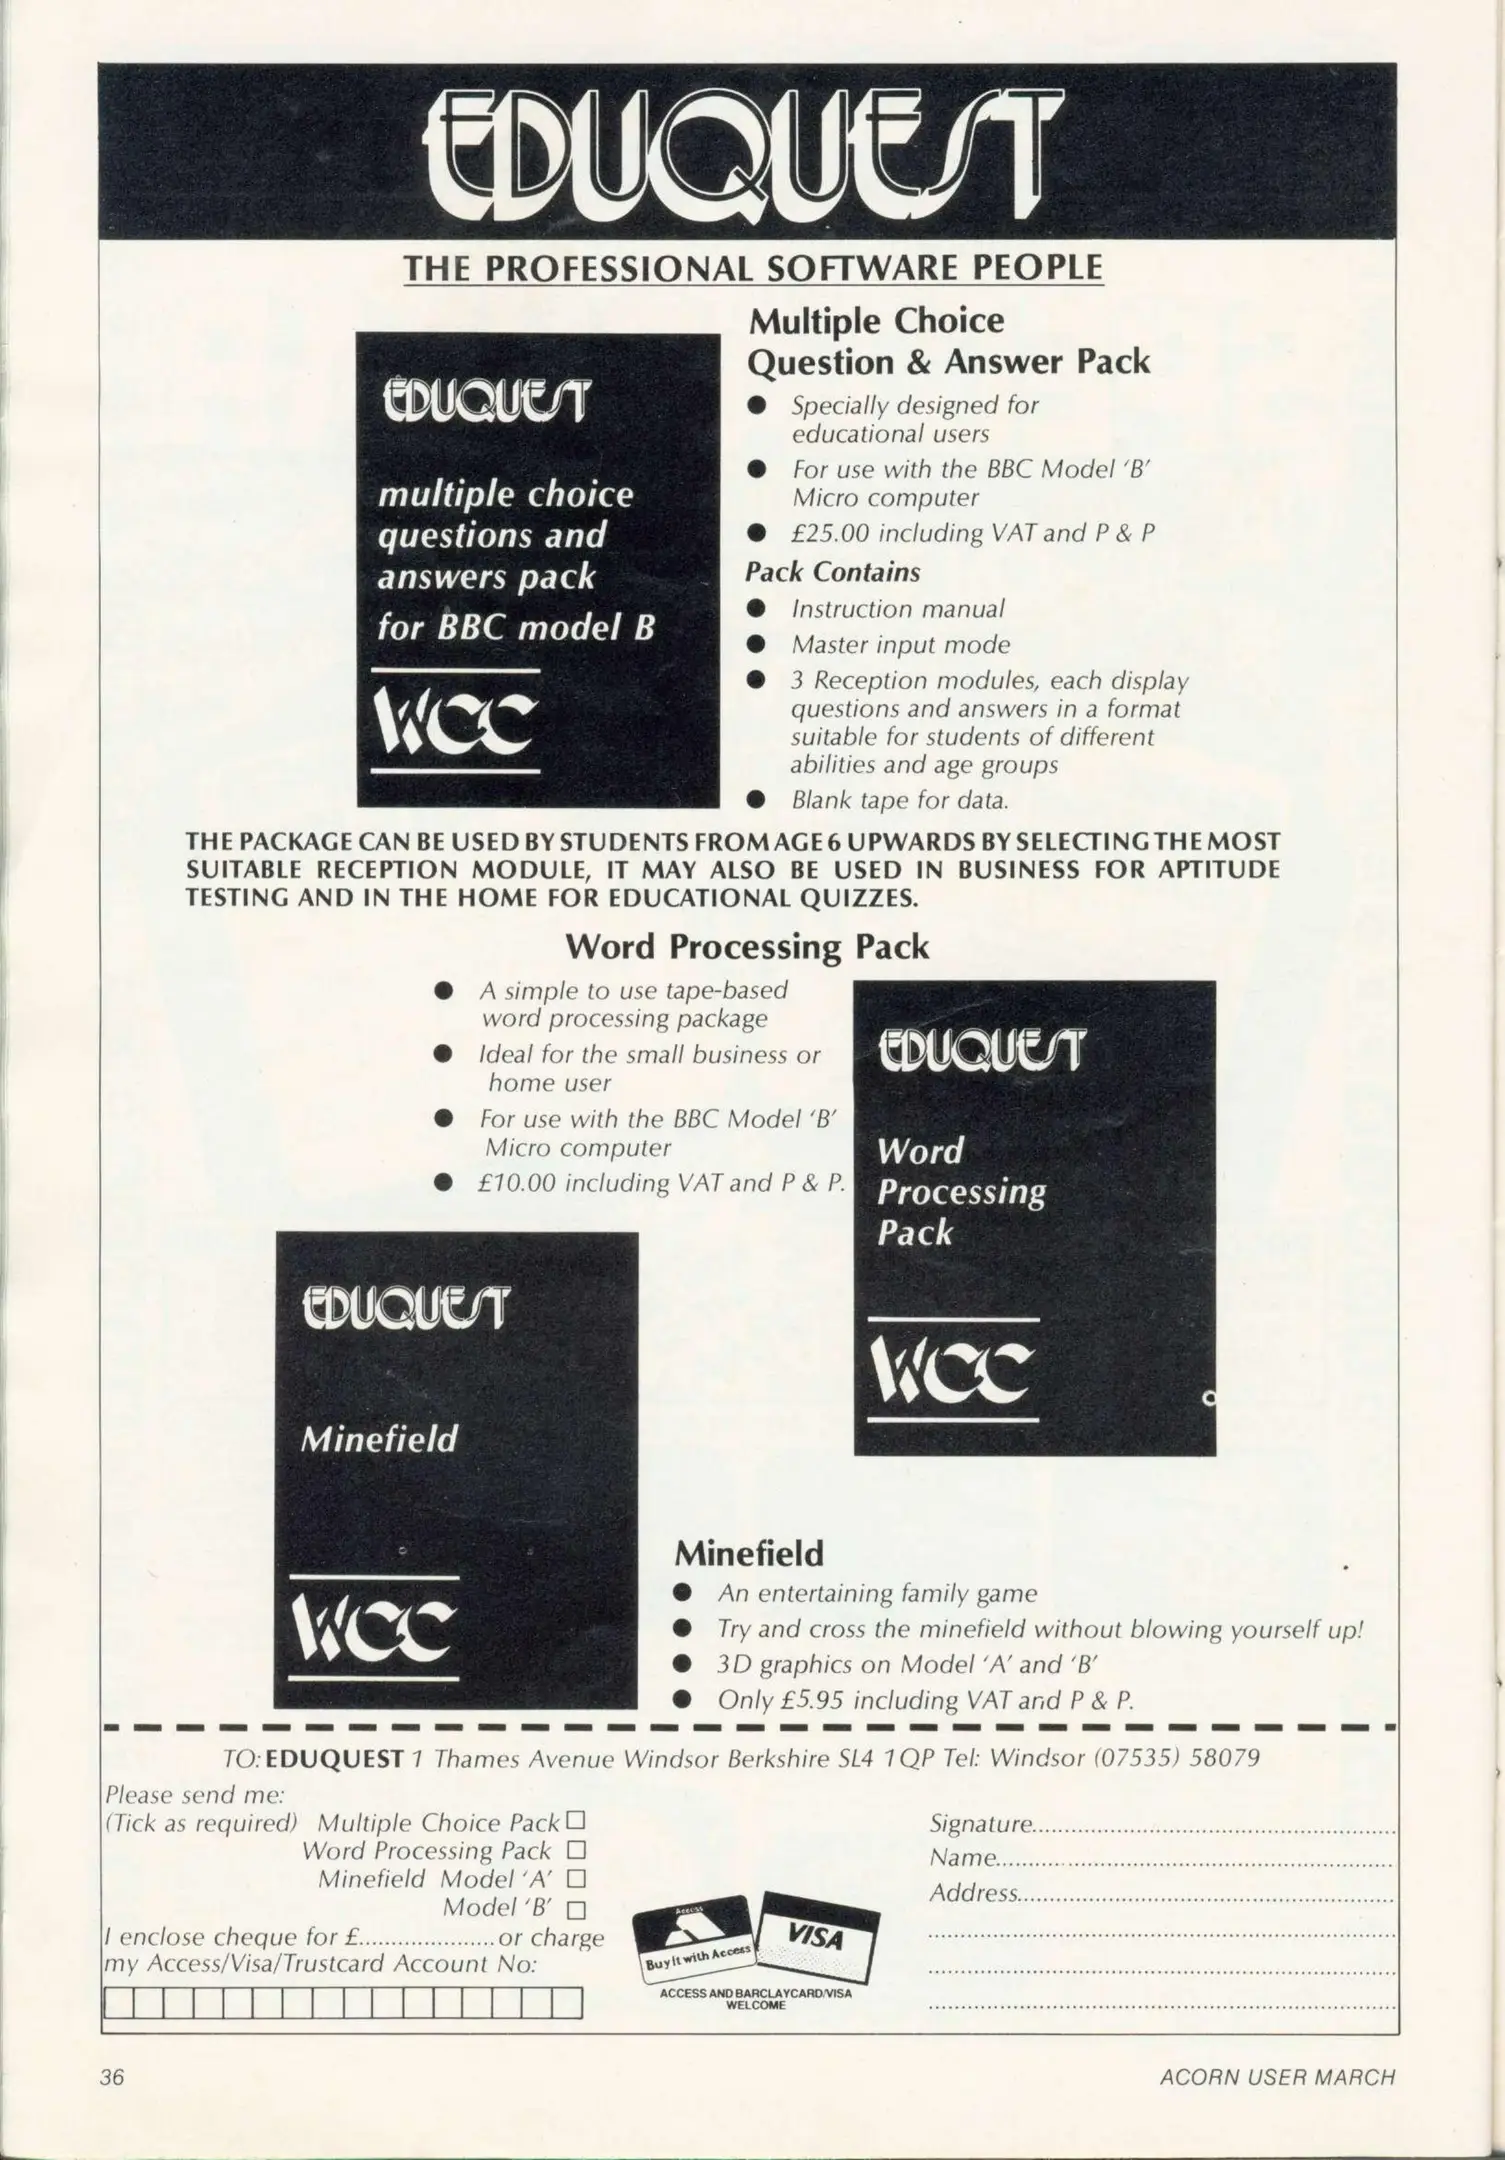 EDUQUEST
THE PROFESSIONAL SOFTWARE PEOPLE
EDUQUEST
multiple choice
questions and
answers pack
for BBC model B
WCC
Multiple Choice
Question & Answer Pack
● Specially designed for
educational users
● For use with the BBC Model 'B'
Micro computer
● £25.00 including VAT and P & P
Pack Contains
● Instruction manual
● Master input mode
● 3 Reception modules, each display
questions and answers in a format
suitable for students of different
abilities and age groups
● Blank tape for data.
THE PACKAGE CAN BE USED BY STUDENTS FROM AGE 6 UPWARDS BY SELECTING THE MOST
SUITABLE RECEPTION MODULE, IT MAY ALSO BE USED IN BUSINESS FOR APTITUDE
TESTING AND IN THE HOME FOR EDUCATIONAL QUIZZES.
Word Processing Pack
● A simple to use tape-based
word processing package
● Ideal for the small business or
home user
● For use with the BBC Model 'B'
Micro computer
● £10.00 including VAT and P & P.
EDUQUEST
Word
Processing
Pack
WCC
EDUQUEST
Minefield
WCC
Minefield
● An entertaining family game
● Try and cross the minefield without blowing yourself up!
● 3D graphics on Model 'A' and 'B'
● Only £5.95 including VAT and P & P.
TO: EDUQUEST 1 Thames Avenue Windsor Berkshire SL4 1QP Tel: Windsor (07535) 58079
Please send me:
(Tick as required) Multiple Choice Pack □
Word Processing Pack □
Minefield Model 'A' □
Model 'B' □
I enclose cheque for £.....................or charge
my Access/Visa/Trustcard Account No:
Access
Buy it with Access
VISA
ACCESS AND BARCLAYCARD/VISA
WELCOME
Signature........................................................
Name............................................................
Address.........................................................
36
ACORN USER MARCH